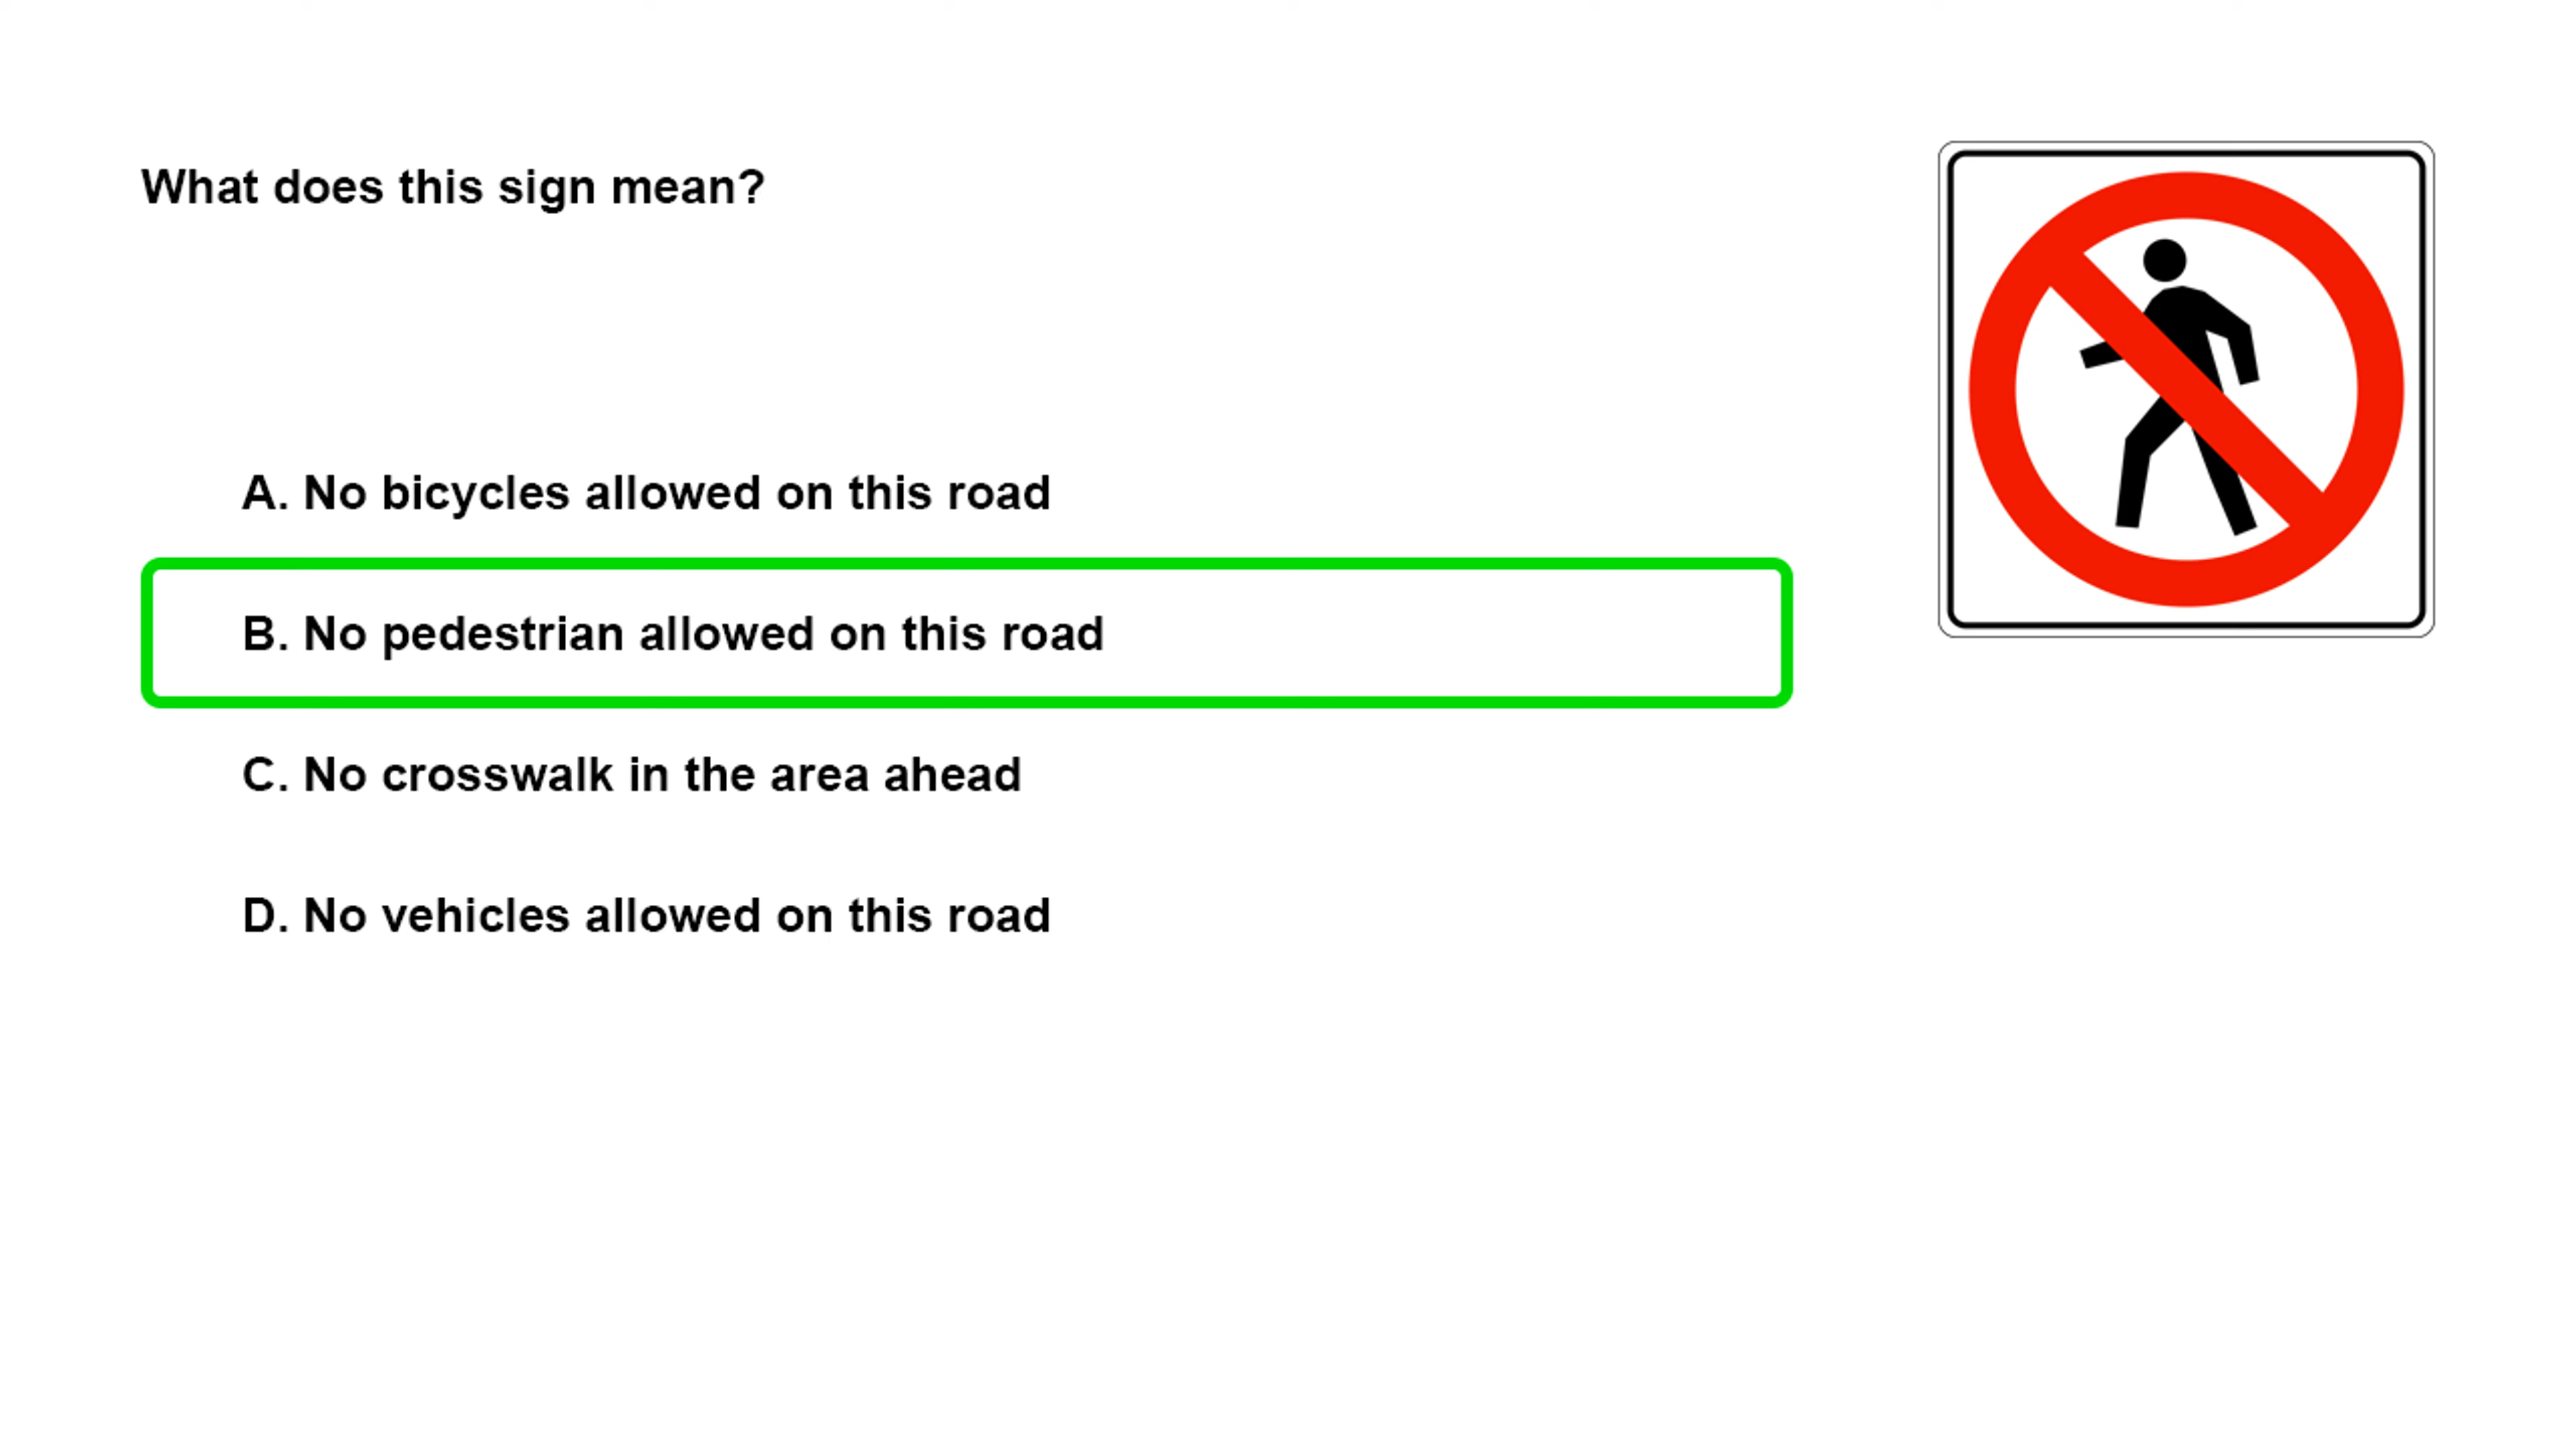 What does this sign mean?
A. No bicycles allowed on this road
B. No pedestrian allowed on this road
C. No crosswalk in the area ahead
D. No vehicles allowed on this road